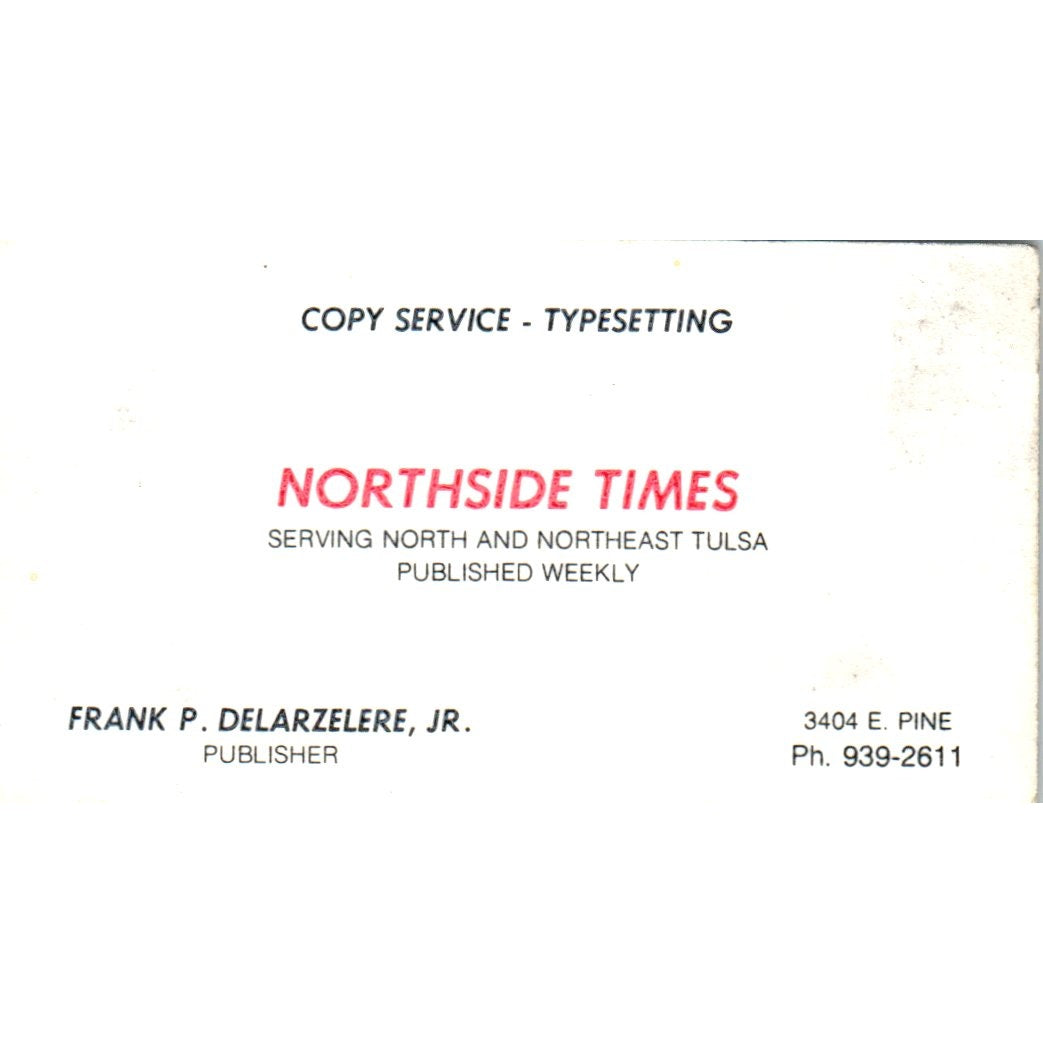 COPY SERVICE - TYPESETTING
NORTHSIDE TIMES
SERVING NORTH AND NORTHEAST TULSA
PUBLISHED WEEKLY
FRANK P. DELARZELERE, JR.
PUBLISHER
3404 E. PINE
Ph. 939-2611